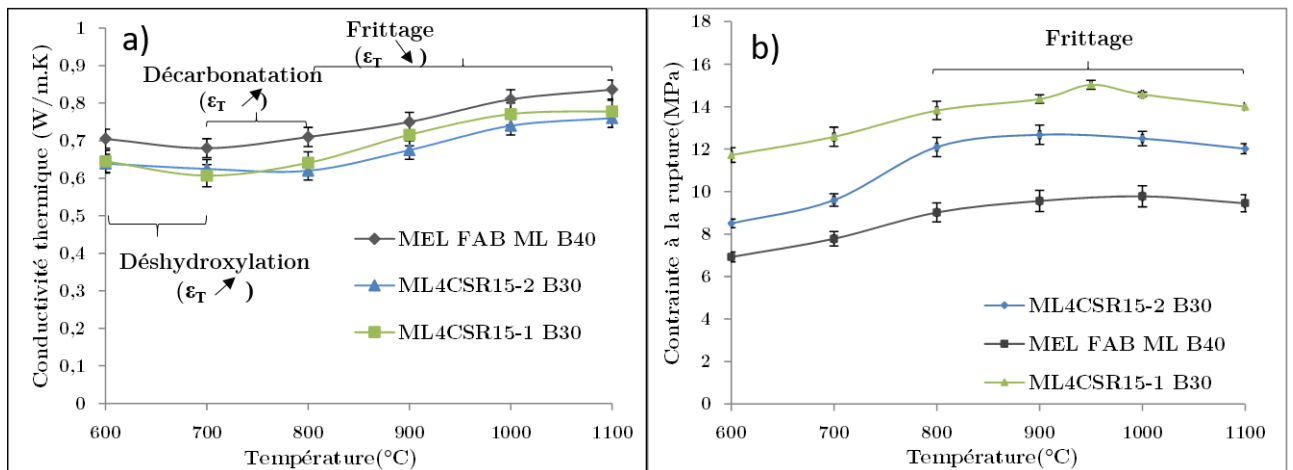 a)
Conductivité thermique (W/m.K)
1
0,9
0,8
0,7
0,6
0,5
0,4
0,3
0,2
0,1
0
Frittage
(εT ↘ )
Décarbonatation
(εT ↗ )
Déshydroxylation
(εT ↗ )
MEL FAB ML B40
ML4CSR15-2 B30
ML4CSR15-1 B30
600 700 800 900 1000 1100
Température(°C)
b)
Contrainte à la rupture(MPa)
18
16
14
12
10
8
6
4
2
0
Frittage
ML4CSR15-2 B30
MEL FAB ML B40
ML4CSR15-1 B30
600 700 800 900 1000 1100
Température(°C)